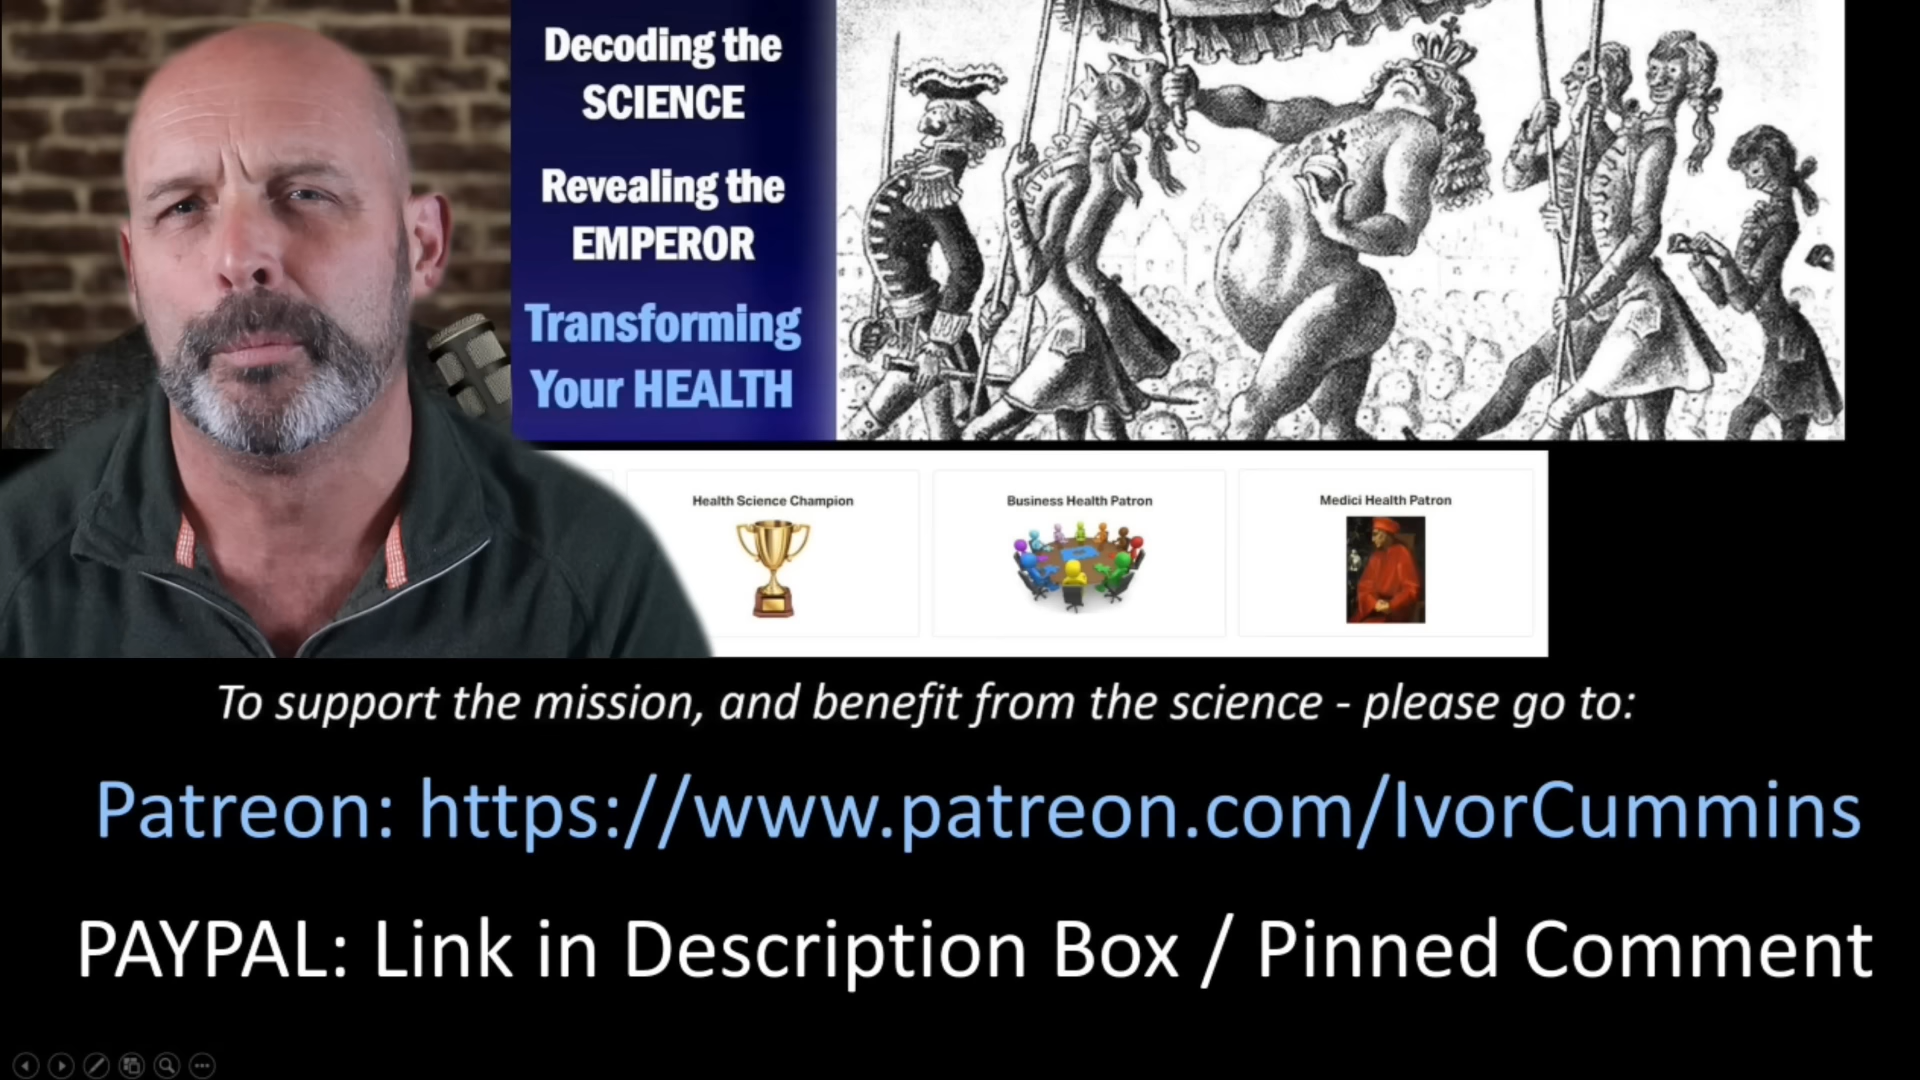 Decoding the
SCIENCE
Revealing the
EMPEROR
Transforming
Your HEALTH
Health Science Champion
Business Health Patron
Medici Health Patron
To support the mission, and benefit from the science - please go to:
Patreon: https://www.patreon.com/IvorCummins
PAYPAL: Link in Description Box / Pinned Comment